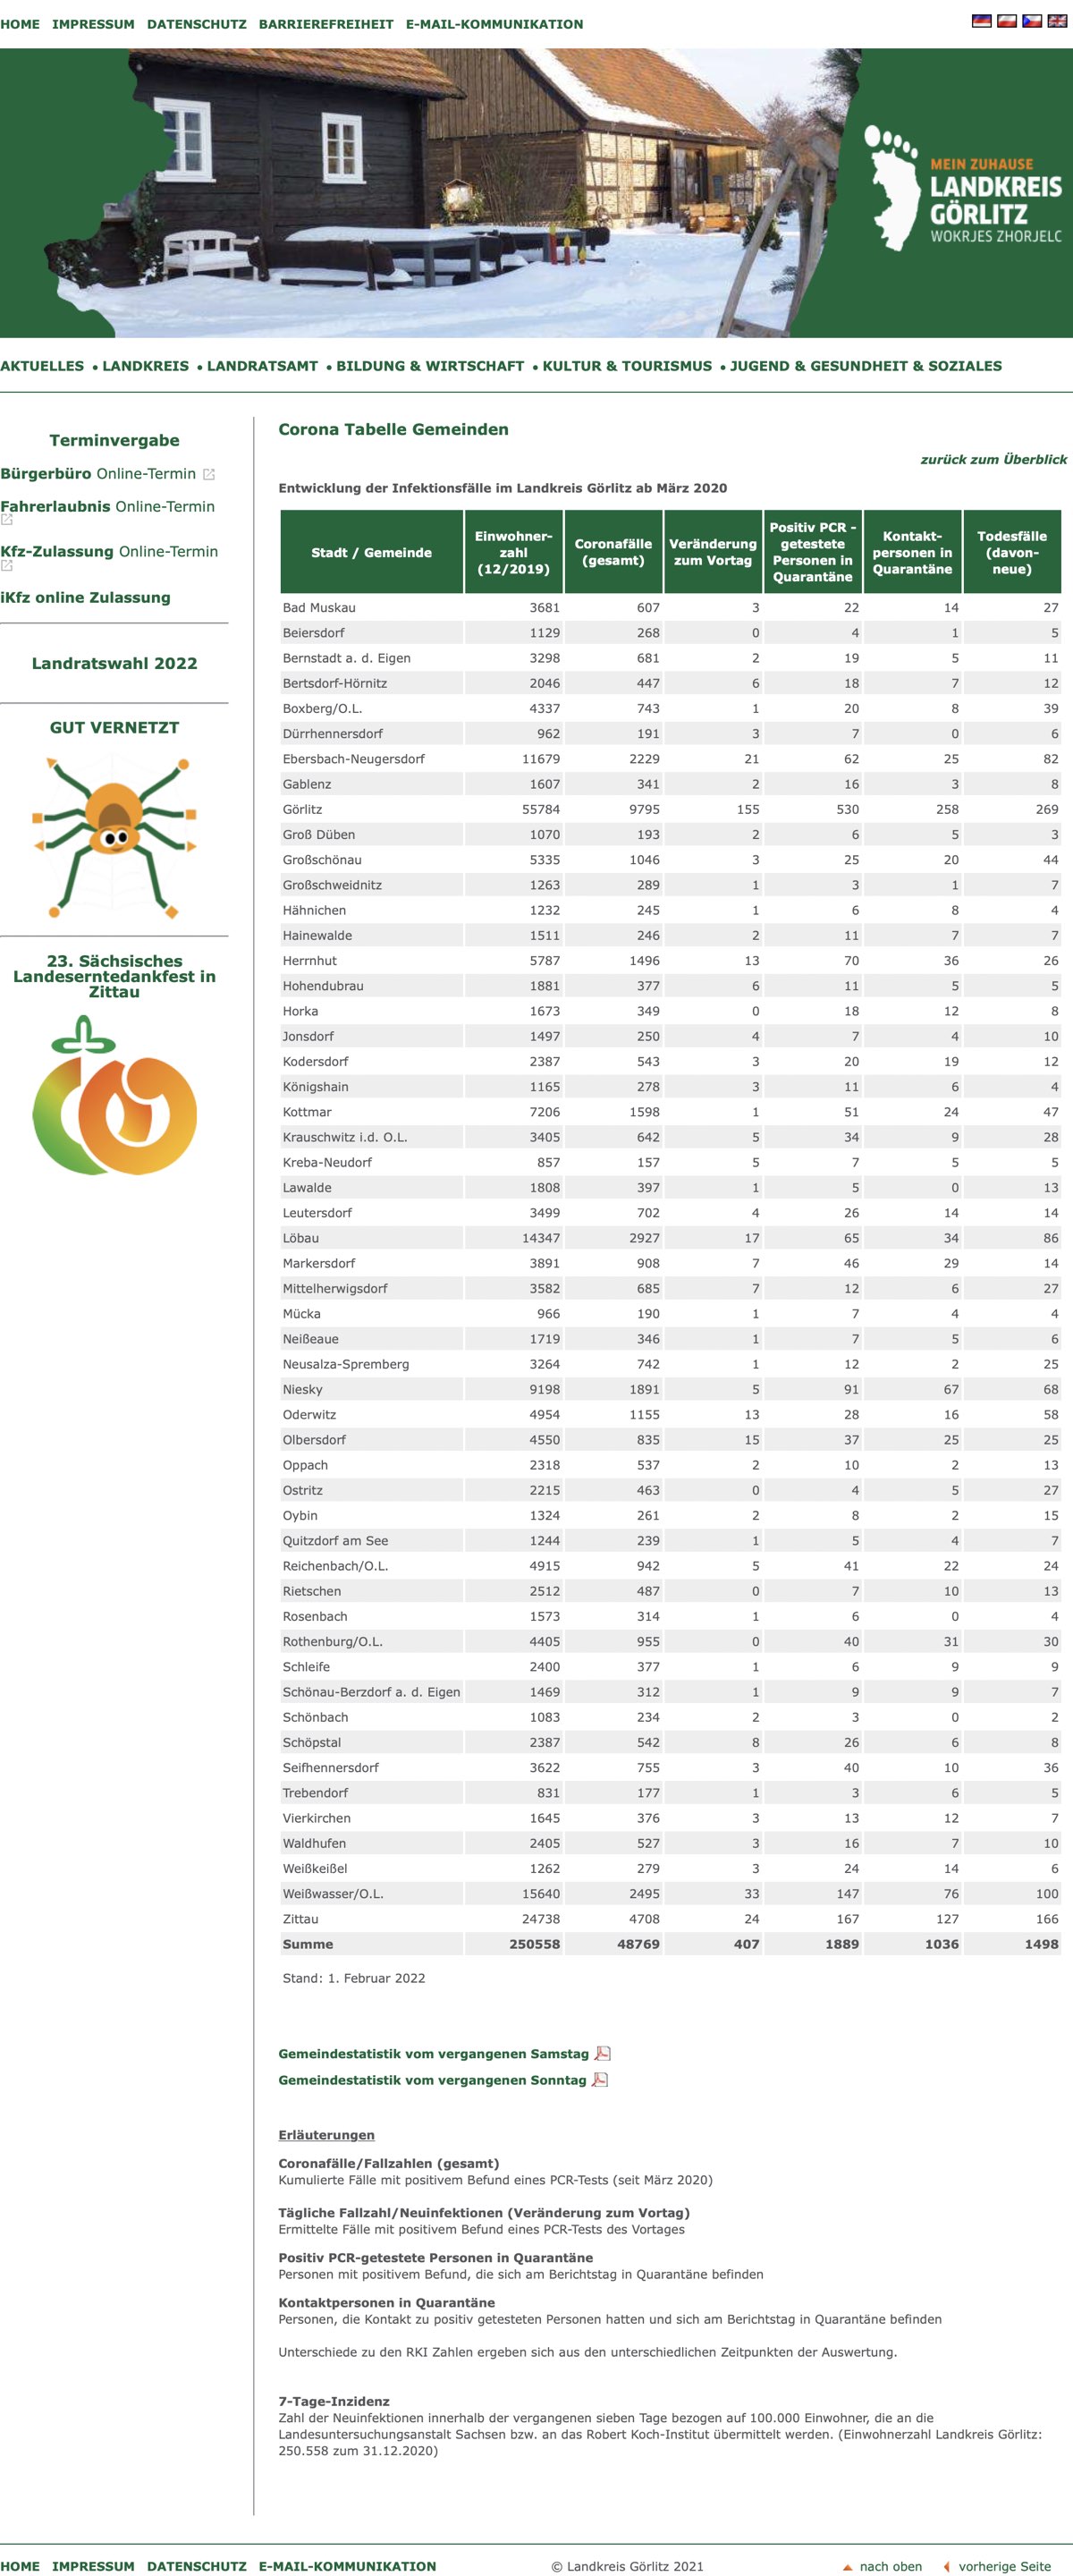 HOME IMPRESSUM DATENSCHUTZ BARRIEREFREIHEIT E-MAIL-KOMMUNIKATION
MEIN ZUHAUSE
LANDKREIS
GÖRLITZ
WOKRJES ZHORJELC
AKTUELLES • LANDKREIS • LANDRATSAMT • BILDUNG & WIRTSCHAFT • KULTUR & TOURISMUS • JUGEND & GESUNDHEIT & SOZIALES
Terminvergabe
Bürgerbüro Online-Termin
Fahrerlaubnis Online-Termin
Kfz-Zulassung Online-Termin
iKfz online Zulassung
Landratswahl 2022
GUT VERNETZT
23. Sächsisches
Landeserntedankfest in
Zittau
Corona Tabelle Gemeinden
zurück zum Überblick
Entwicklung der Infektionsfälle im Landkreis Görlitz ab März 2020
Stadt / Gemeinde
Einwohner-
zahl
(12/2019)
Coronafälle
(gesamt)
Veränderung
zum Vortag
Positiv PCR -
getestete
Personen in
Quarantäne
Kontakt-
personen in
Quarantäne
Todesfälle
(davon-
neue)
Bad Muskau 3681 607 3 22 14 27
Beiersdorf 1129 268 0 4 1 5
Bernstadt a. d. Eigen 3298 681 2 19 5 11
Bertsdorf-Hörnitz 2046 447 6 18 7 12
Boxberg/O.L. 4337 743 1 20 8 39
Dürrhennersdorf 962 191 3 7 0 6
Ebersbach-Neugersdorf 11679 2229 21 62 25 82
Gablenz 1607 341 2 16 3 8
Görlitz 55784 9795 155 530 258 269
Groß Düben 1070 193 2 6 5 3
Großschönau 5335 1046 3 25 20 44
Großschweidnitz 1263 289 1 3 1 7
Hähnichen 1232 245 1 6 8 4
Hainewalde 1511 246 2 11 7 7
Herrnhut 5787 1496 13 70 36 26
Hohendubrau 1881 377 6 11 5 5
Horka 1673 349 0 18 12 8
Jonsdorf 1497 250 4 7 4 10
Kodersdorf 2387 543 3 20 19 12
Königshain 1165 278 3 11 6 4
Kottmar 7206 1598 1 51 24 47
Krauschwitz i.d. O.L. 3405 642 5 34 9 28
Kreba-Neudorf 857 157 5 7 5 5
Lawalde 1808 397 1 5 0 13
Leutersdorf 3499 702 4 26 14 14
Löbau 14347 2927 17 65 34 86
Markersdorf 3891 908 7 46 29 14
Mittelherwigsdorf 3582 685 7 12 6 27
Mücka 966 190 1 7 4 4
Neißeaue 1719 346 1 7 5 6
Neusalza-Spremberg 3264 742 1 12 2 25
Niesky 9198 1891 5 91 67 68
Oderwitz 4954 1155 13 28 16 58
Olbersdorf 4550 835 15 37 25 25
Oppach 2318 537 2 10 2 13
Ostritz 2215 463 0 4 5 27
Oybin 1324 261 2 8 2 15
Quitzdorf am See 1244 239 1 5 4 7
Reichenbach/O.L. 4915 942 5 41 22 24
Rietschen 2512 487 0 7 10 13
Rosenbach 1573 314 1 6 0 4
Rothenburg/O.L. 4405 955 0 40 31 30
Schleife 2400 377 1 6 9 9
Schönau-Berzdorf a. d. Eigen 1469 312 1 9 9 7
Schönbach 1083 234 2 3 0 2
Schöpstal 2387 542 8 26 6 8
Seifhennersdorf 3622 755 3 40 10 36
Trebendorf 831 177 1 3 6 5
Vierkirchen 1645 376 3 13 12 7
Waldhufen 2405 527 3 16 7 10
Weißkeißel 1262 279 3 24 14 6
Weißwasser/O.L. 15640 2495 33 147 76 100
Zittau 24738 4708 24 167 127 166
Summe 250558 48769 407 1889 1036 1498
Stand: 1. Februar 2022
Gemeindestatistik vom vergangenen Samstag
Gemeindestatistik vom vergangenen Sonntag
Erläuterungen
Coronafälle/Fallzahlen (gesamt)
Kumulierte Fälle mit positivem Befund eines PCR-Tests (seit März 2020)
Tägliche Fallzahl/Neuinfektionen (Veränderung zum Vortag)
Ermittelte Fälle mit positivem Befund eines PCR-Tests des Vortages
Positiv PCR-getestete Personen in Quarantäne
Personen mit positivem Befund, die sich am Berichtstag in Quarantäne befinden
Kontaktpersonen in Quarantäne
Personen, die Kontakt zu positiv getesteten Personen hatten und sich am Berichtstag in Quarantäne befinden
Unterschiede zu den RKI Zahlen ergeben sich aus den unterschiedlichen Zeitpunkten der Auswertung.
7-Tage-Inzidenz
Zahl der Neuinfektionen innerhalb der vergangenen sieben Tage bezogen auf 100.000 Einwohner, die an die
Landesuntersuchungsanstalt Sachsen bzw. an das Robert Koch-Institut übermittelt werden. (Einwohnerzahl Landkreis Görlitz:
250.558 zum 31.12.2020)
HOME IMPRESSUM DATENSCHUTZ E-MAIL-KOMMUNIKATION © Landkreis Görlitz 2021 nach oben vorherige Seite